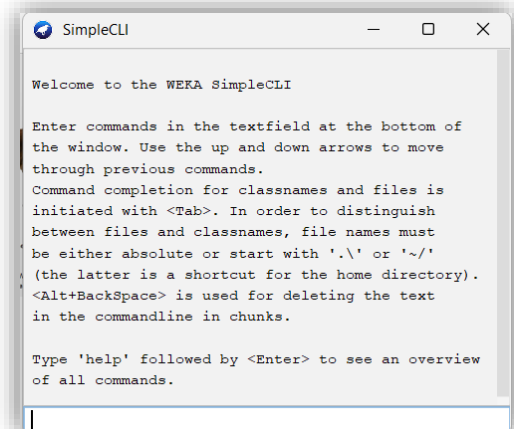 SimpleCLI
Welcome to the WEKA SimpleCLI
Enter commands in the textfield at the bottom of
the window. Use the up and down arrows to move
through previous commands.
Command completion for classnames and files is
initiated with <Tab>. In order to distinguish
between files and classnames, file names must
be either absolute or start with '.\' or '~/'
(the latter is a shortcut for the home directory).
<Alt+BackSpace> is used for deleting the text
in the commandline in chunks.
Type 'help' followed by <Enter> to see an overview
of all commands.